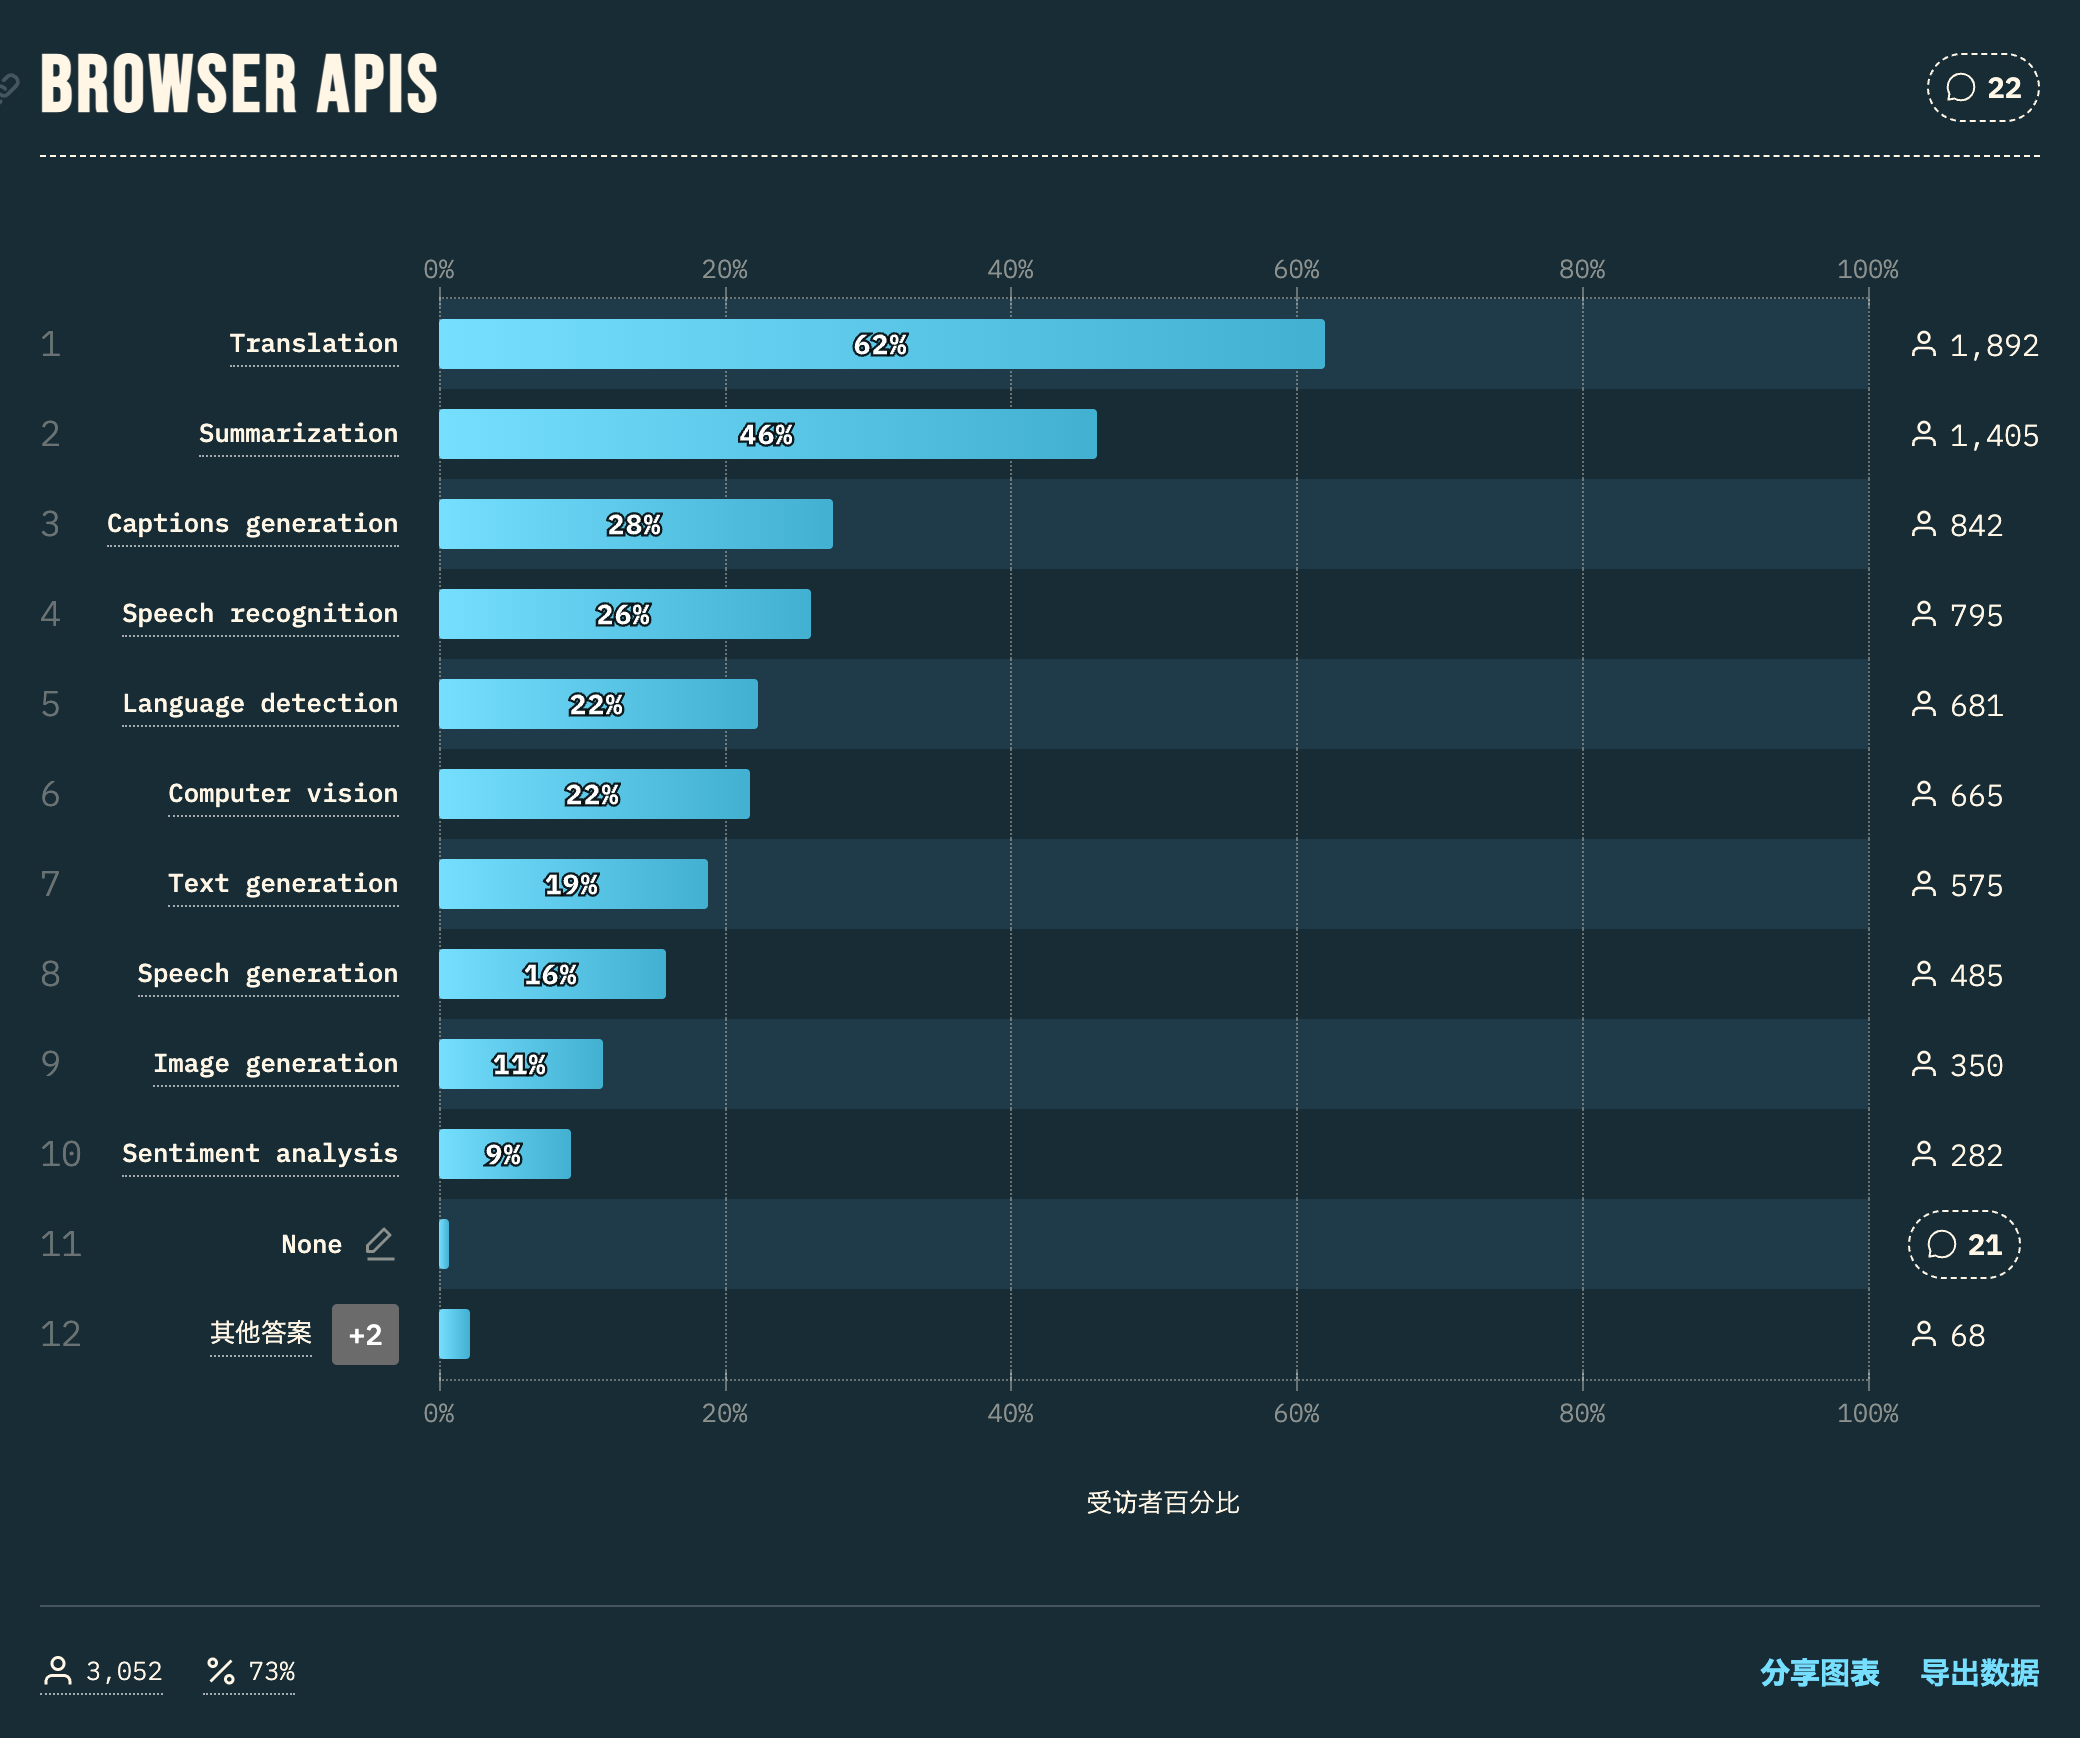 BROWSER APIS
22
0% 20% 40% 60% 80% 100%
1 Translation 62% 1,892
2 Summarization 46% 1,405
3 Captions generation 28% 842
4 Speech recognition 26% 795
5 Language detection 22% 681
6 Computer vision 22% 665
7 Text generation 19% 575
8 Speech generation 16% 485
9 Image generation 11% 350
10 Sentiment analysis 9% 282
11 None 21
12 其他答案 +2 68
0% 20% 40% 60% 80% 100%
受访者百分比
3,052 73% 分享图表 导出数据